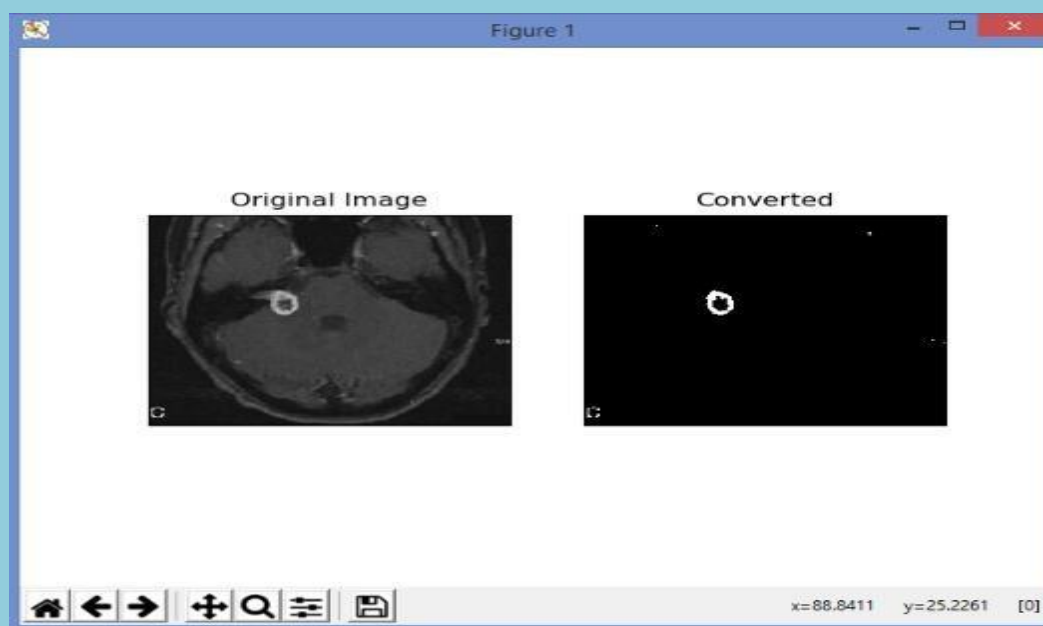 Figure 1
Original Image
Converted
C
C
x=88.8411 y=25.2261 [0]